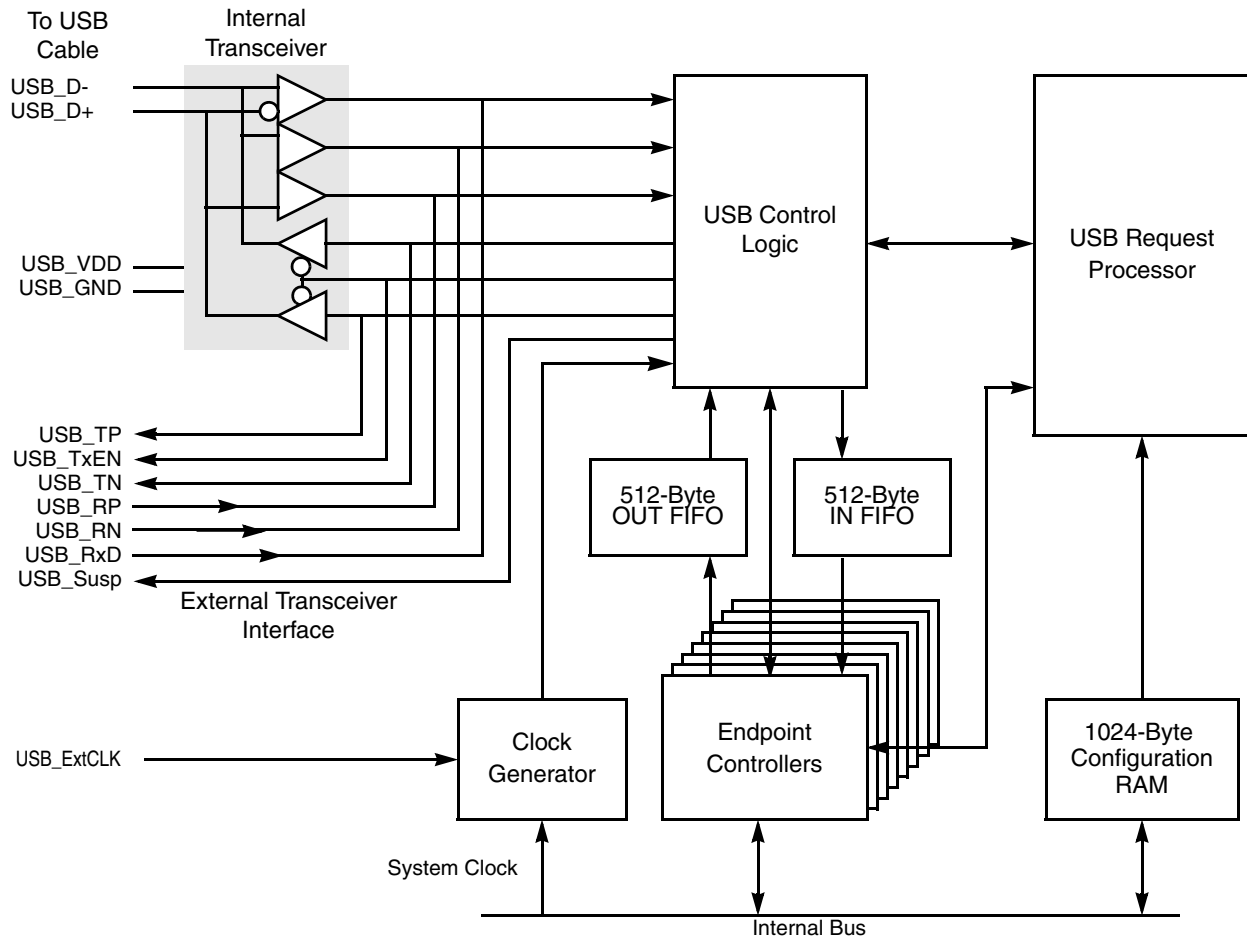 To USB
Cable
Internal
Transceiver
USB_D-
USB_D+
USB_VDD
USB_GND
USB Control
Logic
USB Request
Processor
USB_TP
USB_TxEN
USB_TN
USB_RP
USB_RN
USB_RxD
USB_Susp
External Transceiver
Interface
512-Byte
OUT FIFO
512-Byte
IN FIFO
USB_ExtCLK
Clock
Generator
Endpoint
Controllers
1024-Byte
Configuration
RAM
System Clock
Internal Bus